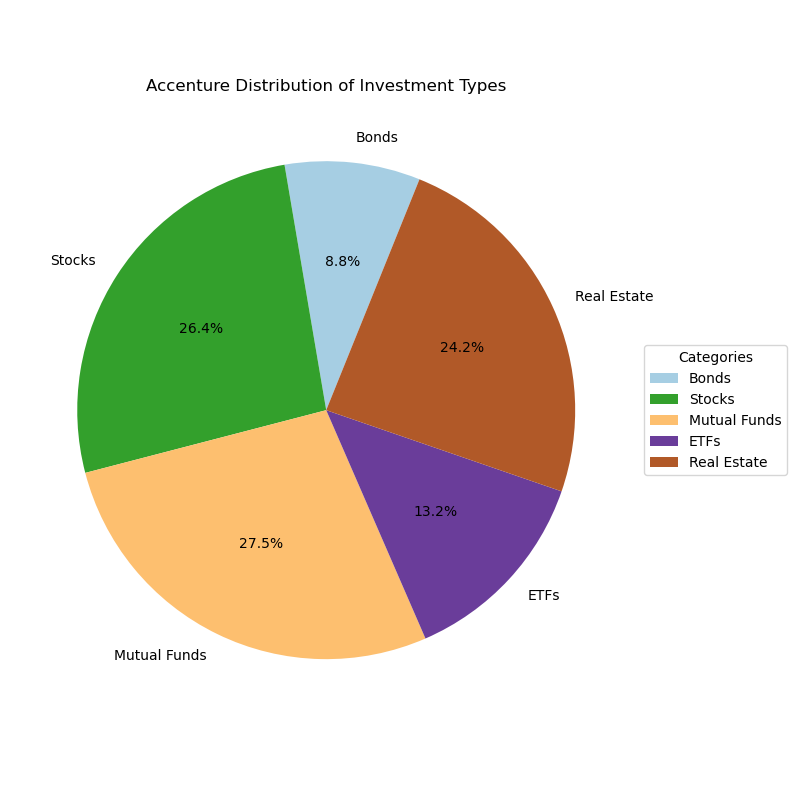 Accenture Distribution of Investment Types
Bonds
Stocks
Real Estate
Mutual Funds
ETFs
8.8%
26.4%
24.2%
27.5%
13.2%
Categories
Bonds
Stocks
Mutual Funds
ETFs
Real Estate